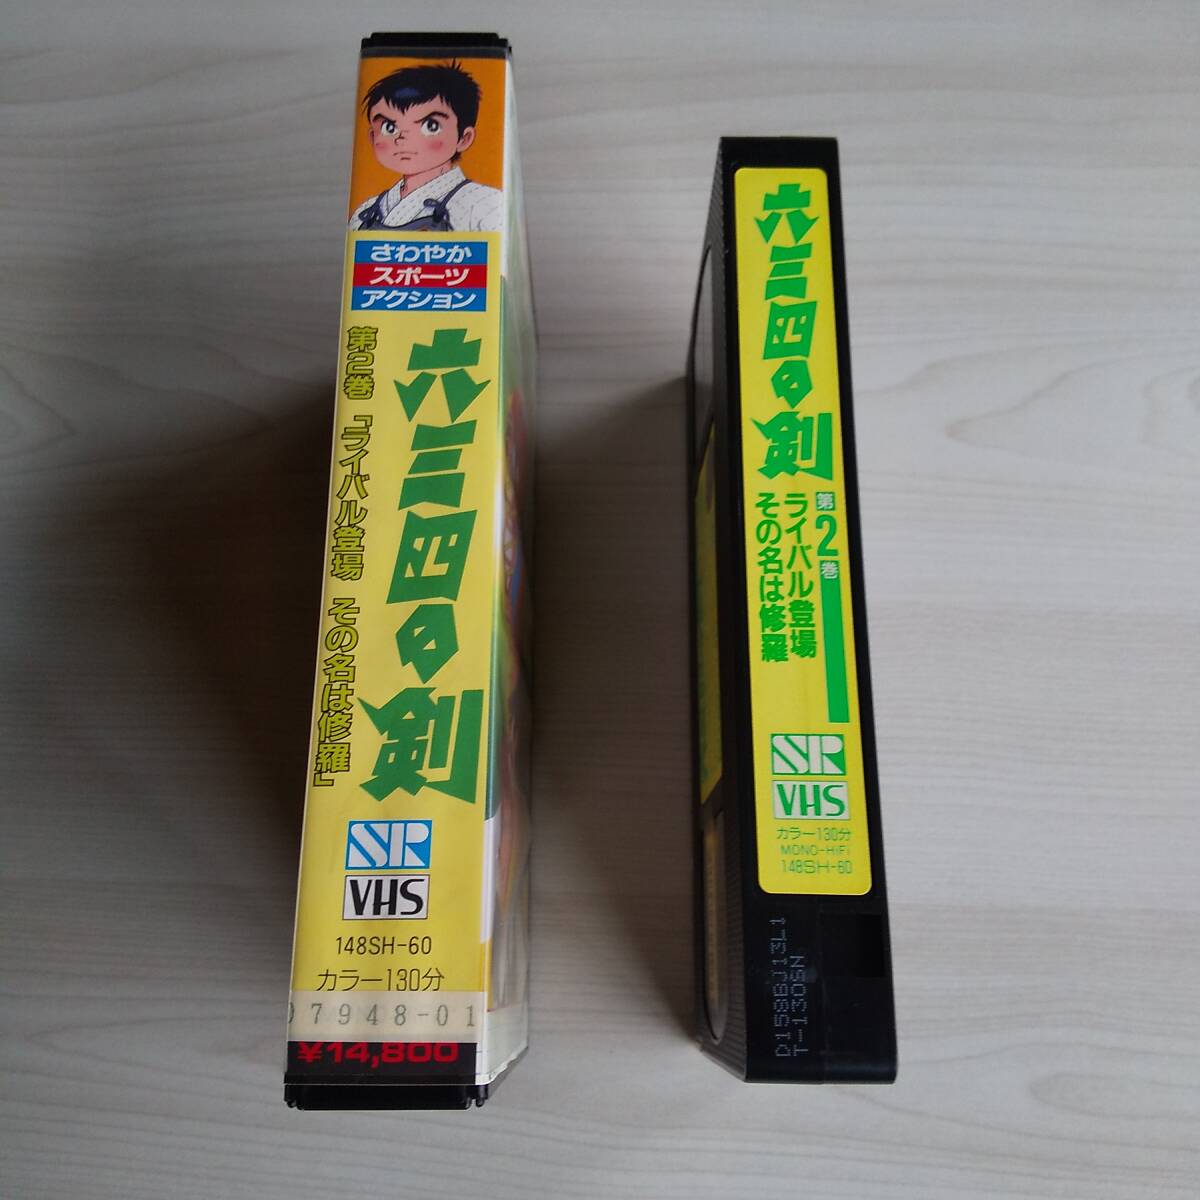 さわやか
スポーツ
アクション
六三四の剣
第2巻 「ライバル登場 その名は修羅」
SR
VHS
148SH-60
カラー130分
7948-01
¥14,800
六三四の剣
第2巻
ライバル登場
その名は修羅
SR
VHS
カラー130分
MONO-HiFi
148SH-60
D158BJ13L1
T-130SN